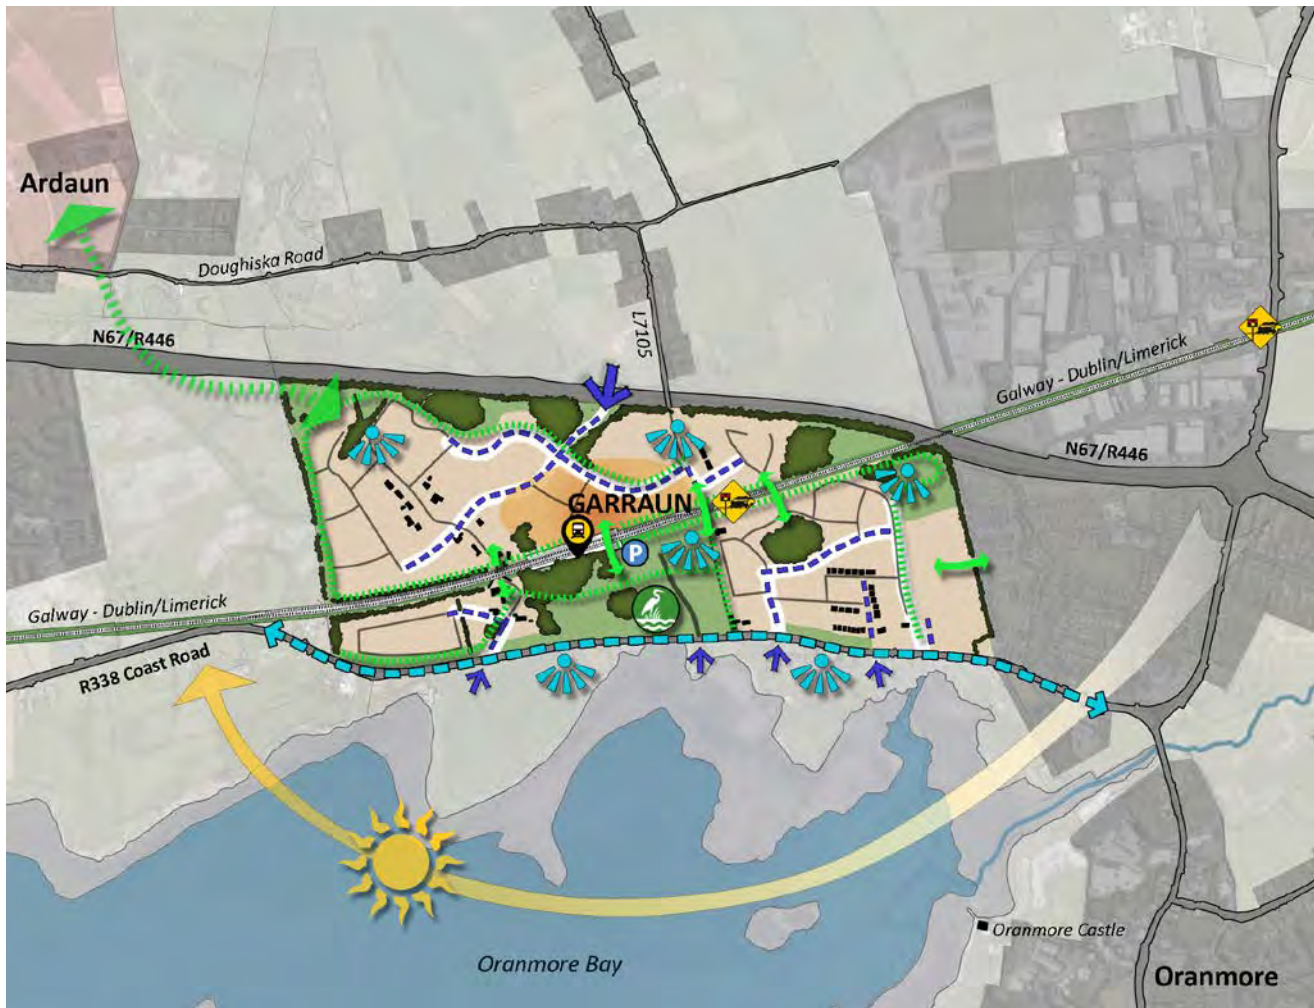 Ardaun
Doughiska Road
L7105
N67/R446
Galway - Dublin/Limerick
N67/R446
GARRAUN
P
Galway - Dublin/Limerick
R338 Coast Road
Oranmore Castle
Oranmore Bay
Oranmore